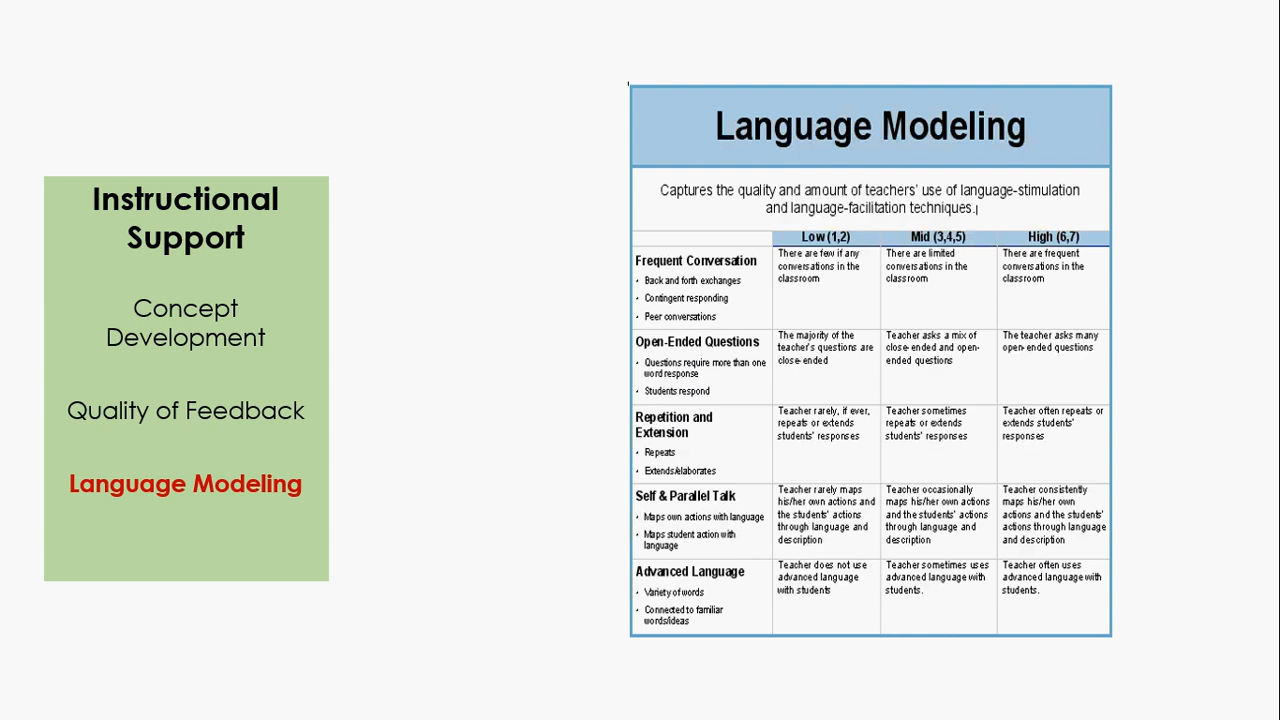 Instructional
Support
Concept
Development
Quality of Feedback
Language Modeling
Language Modeling
Captures the quality and amount of teachers' use of language-stimulation
and language-facilitation techniques.
Low (1,2) Mid (3,4,5) High (6,7)
Frequent Conversation
• Back and forth exchanges
• Contingent responding
• Peer conversations
There are few if any
conversations in the
classroom
There are limited
conversations in the
classroom
There are frequent
conversations in the
classroom
Open-Ended Questions
• Questions require more than one
word response
• Students respond
The majority of the
teacher's questions are
close-ended
Teacher asks a mix of
close-ended and open-
ended questions
The teacher asks many
open-ended questions
Repetition and
Extension
• Repeats
• Extends/elaborates
Teacher rarely, if ever,
repeats or extends
students' responses
Teacher sometimes
repeats or extends
students' responses
Teacher often repeats or
extends students'
responses
Self & Parallel Talk
• Maps own actions with language
• Maps student action with
language
Teacher rarely maps
his/her own actions and
the students' actions
through language and
description
Teacher occasionally
maps his/her own actions
and the students' actions
through language and
description
Teacher consistently
maps his/her own
actions and the students'
actions through language
and description
Advanced Language
• Variety of words
• Connected to familiar
words/ideas
Teacher does not use
advanced language
with students
Teacher sometimes uses
advanced language with
students.
Teacher often uses
advanced language with
students.